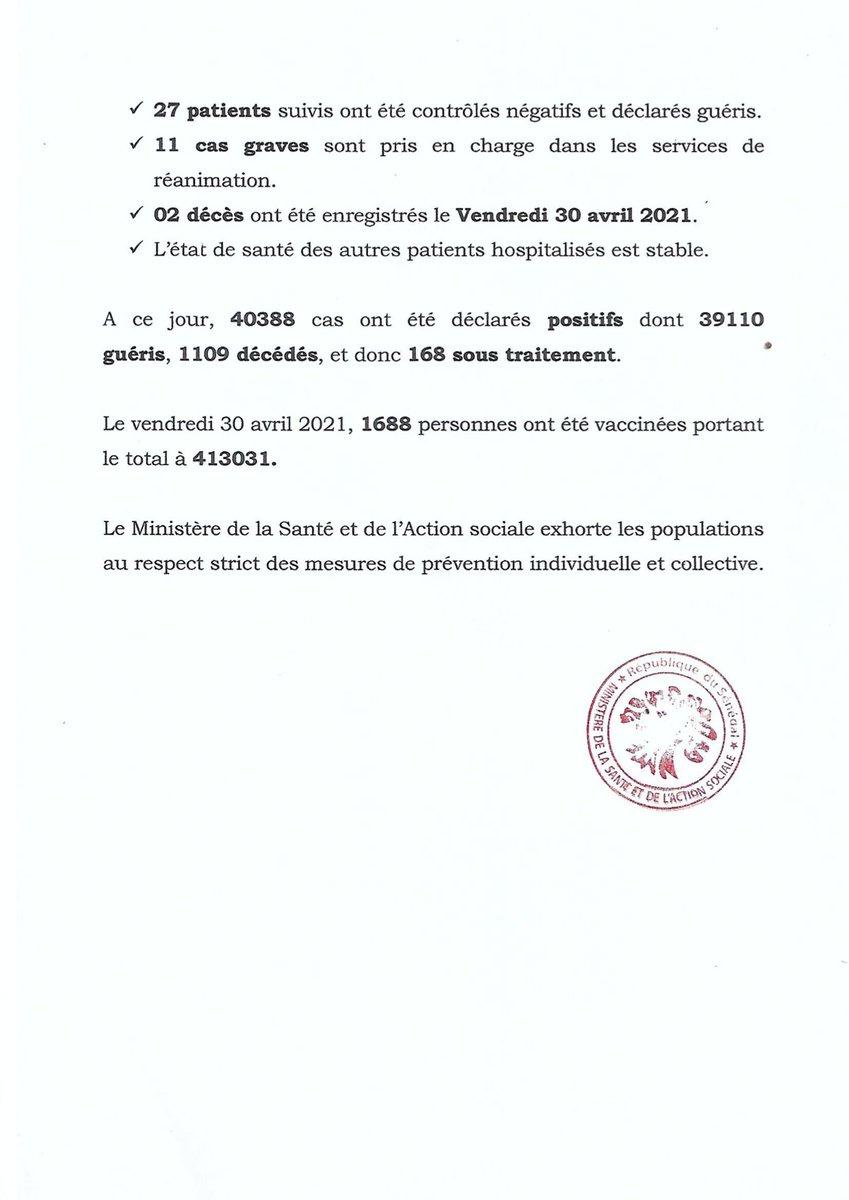 ✓ 27 patients suivis ont été contrôlés négatifs et déclarés guéris.
✓ 11 cas graves sont pris en charge dans les services de
réanimation.
✓ 02 décès ont été enregistrés le Vendredi 30 avril 2021.
✓ L’état de santé des autres patients hospitalisés est stable.
A ce jour, 40388 cas ont été déclarés positifs dont 39110
guéris, 1109 décédés, et donc 168 sous traitement.
Le vendredi 30 avril 2021, 1688 personnes ont été vaccinées portant
le total à 413031.
Le Ministère de la Santé et de l’Action sociale exhorte les populations
au respect strict des mesures de prévention individuelle et collective.
★ République du Sénégal ★
MINISTERE DE LA SANTE ET DE L'ACTION SOCIALE